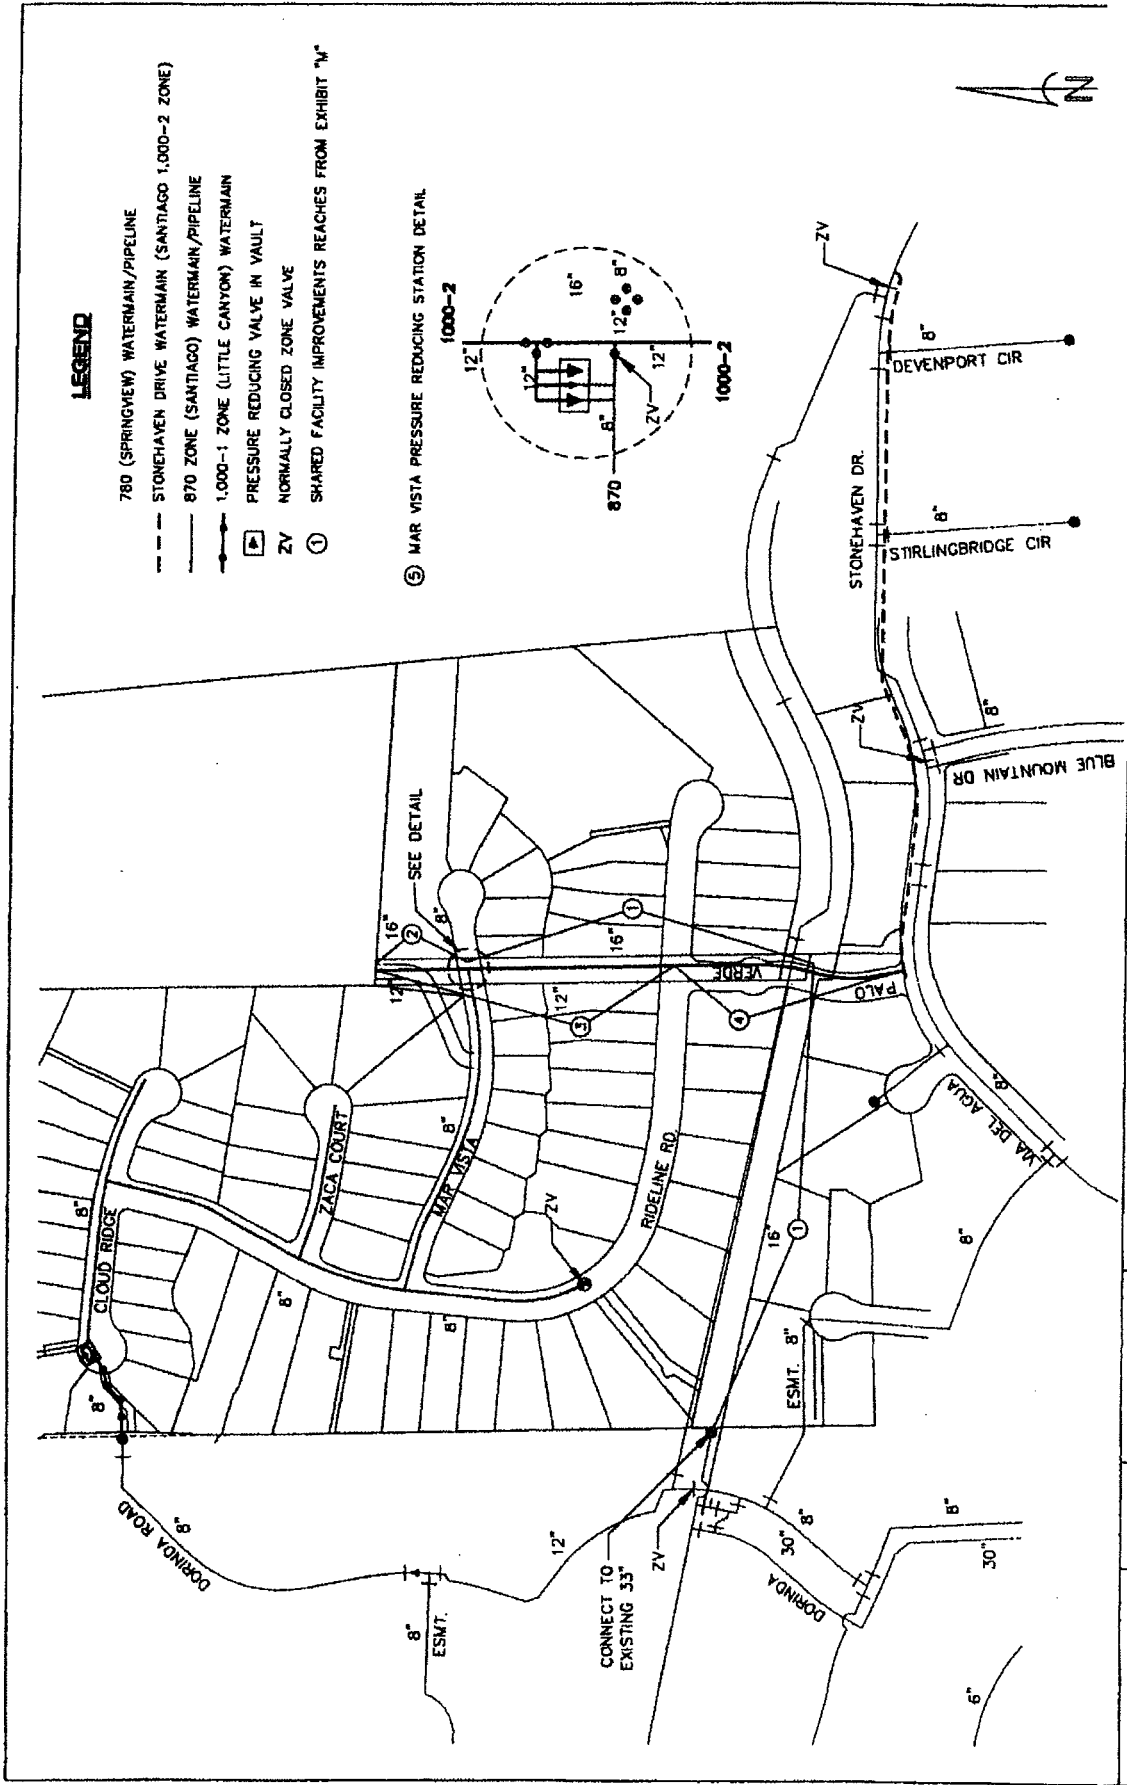 LEGEND
780 (SPRINGVIEW) WATERMAIN/PIPELINE
STONEHAVEN DRIVE WATERMAIN (SANTIAGO 1,000-2 ZONE)
870 ZONE (SANTIAGO) WATERMAIN/PIPELINE
1,000-1 ZONE (LITTLE CANYON) WATERMAIN
PRESSURE REDUCING VALVE IN VAULT
ZV NORMALLY CLOSED ZONE VALVE
1 SHARED FACILITY IMPROVEMENTS REACHES FROM EXHIBIT "M"
5 MAR VISTA PRESSURE REDUCING STATION DETAIL
1000-2
12"
16"
12"
12"
8"
8"
12"
870
ZV
1000-2
N
CLOUD RIDGE
8"
8"
8"
ZACA COURT
8"
MAR VISTA
8"
8"
ZV
RIDELINE RD.
DORINDA ROAD
8"
8"
ESMT.
12"
CONNECT TO
EXISTING 33"
ZV
DORINDA
30"
8"
8"
30"
6"
SEE DETAIL
16"
2
8"
12"
12"
3
16"
1
4
VERDE
PALO
16"
1
ESMT. 8"
8"
VIA DEL AGUA
8"
ZV
8"
BLUE MOUNTAIN DR
STONEHAVEN DR.
8"
STIRLINGBRIDGE CIR
8"
DEVENPORT CIR
ZV